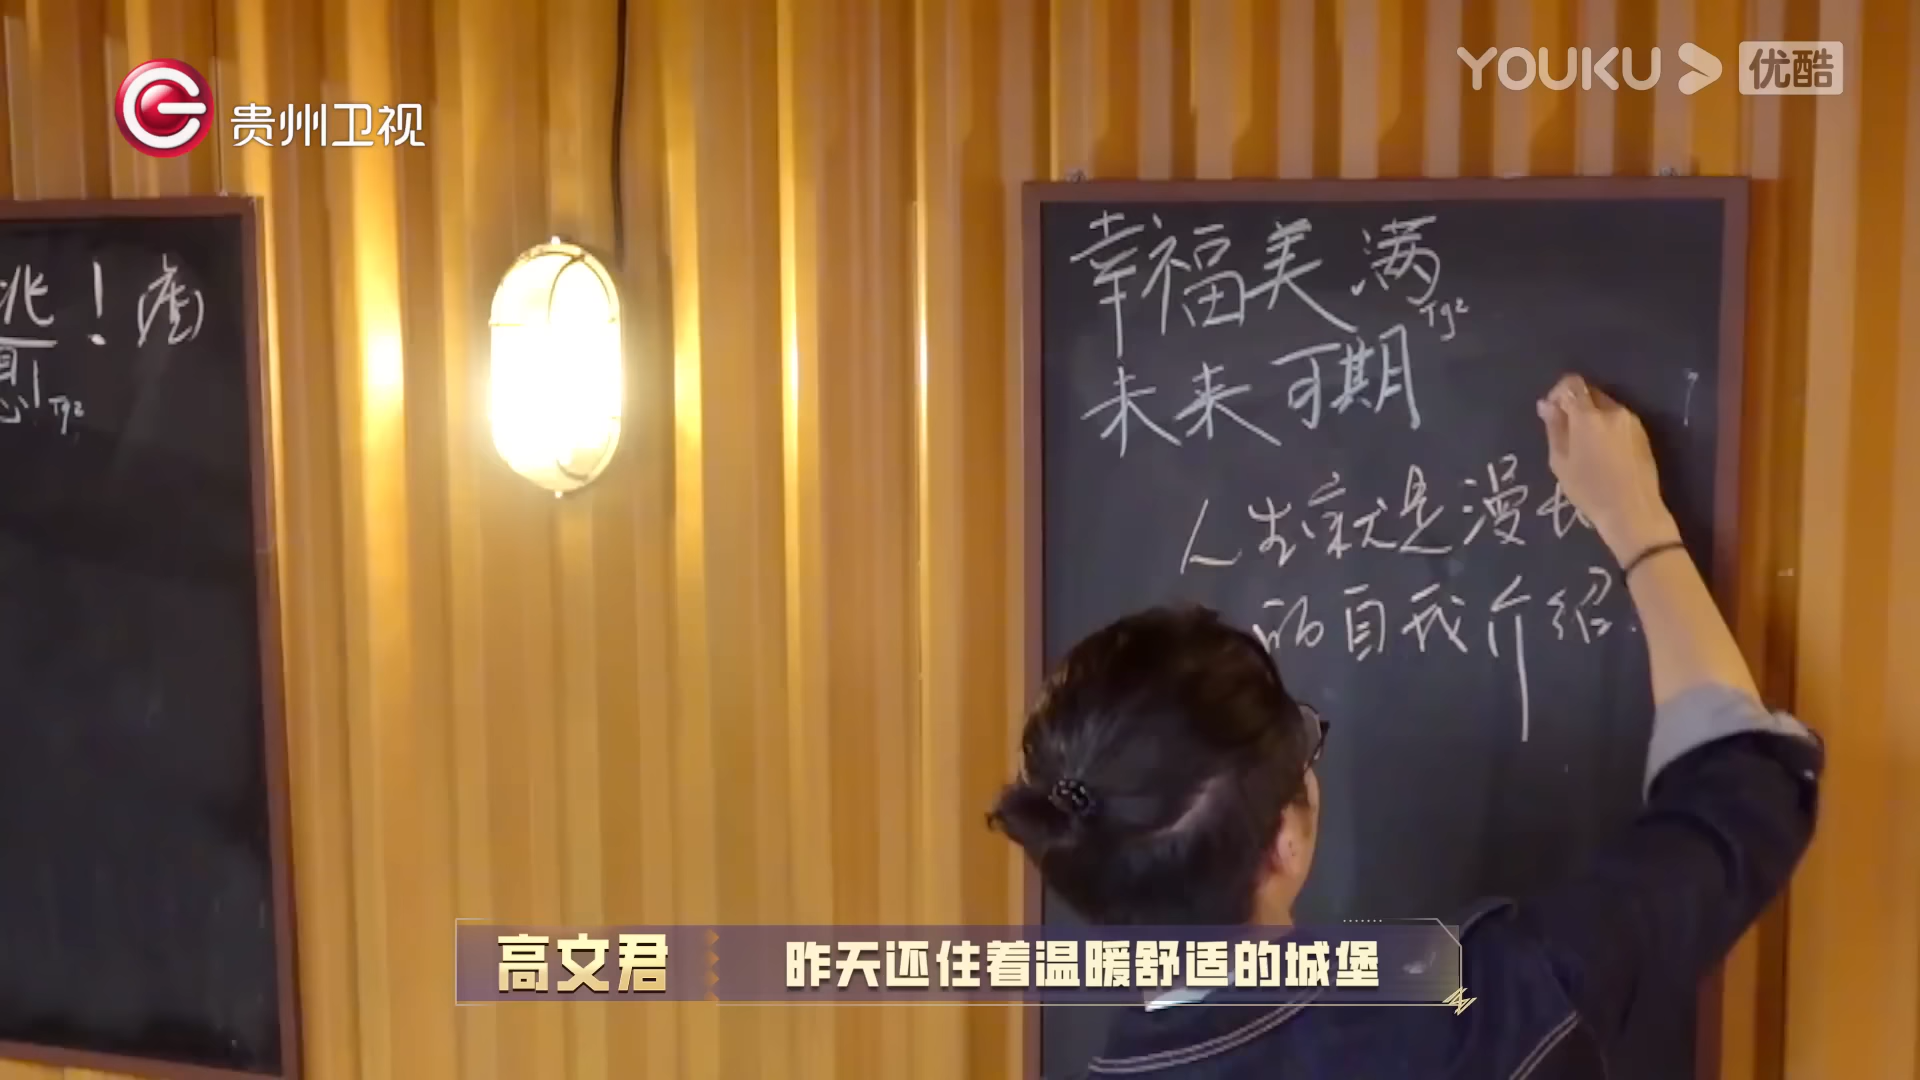 贵州卫视
YOUKU 优酷
幸福美满
Tg2
未来可期
人生就是漫长
的自我介绍
!
Tg2
高文君
昨天还住着温暖舒适的城堡